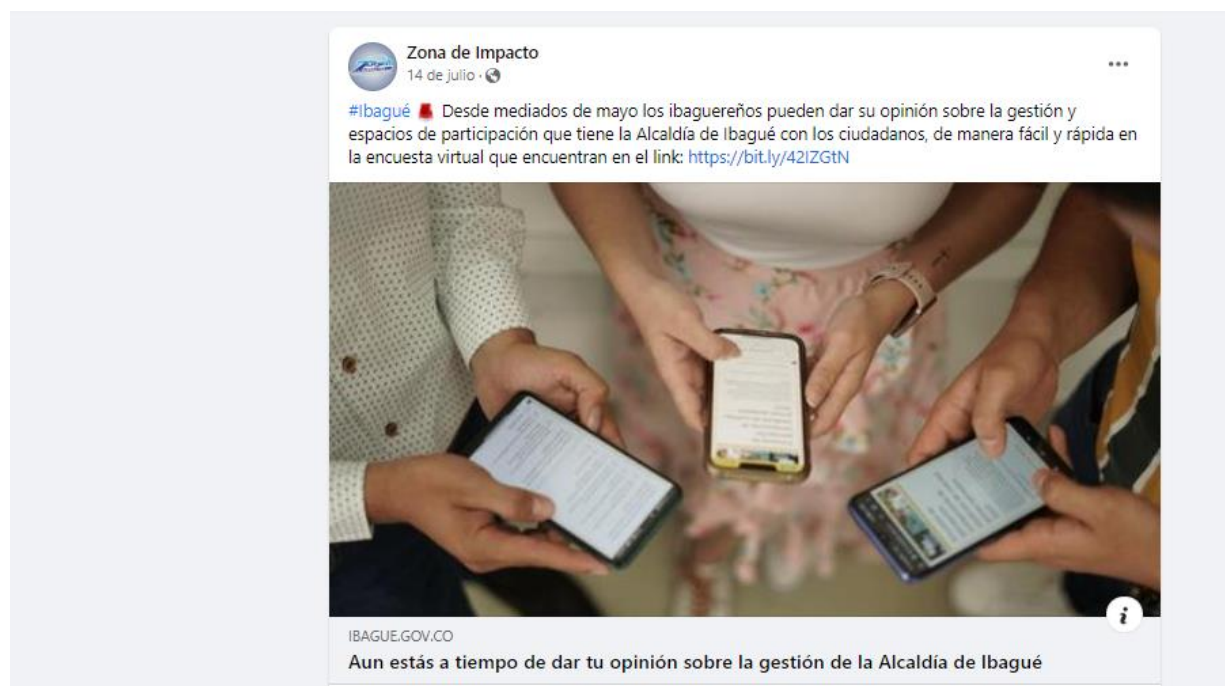 Zona de Impacto
14 de julio ·
#Ibagué Desde mediados de mayo los ibaguereños pueden dar su opinión sobre la gestión y
espacios de participación que tiene la Alcaldía de Ibagué con los ciudadanos, de manera fácil y rápida en
la encuesta virtual que encuentran en el link: https://bit.ly/42IZGtN
IBAGUE.GOV.CO
Aun estás a tiempo de dar tu opinión sobre la gestión de la Alcaldía de Ibagué